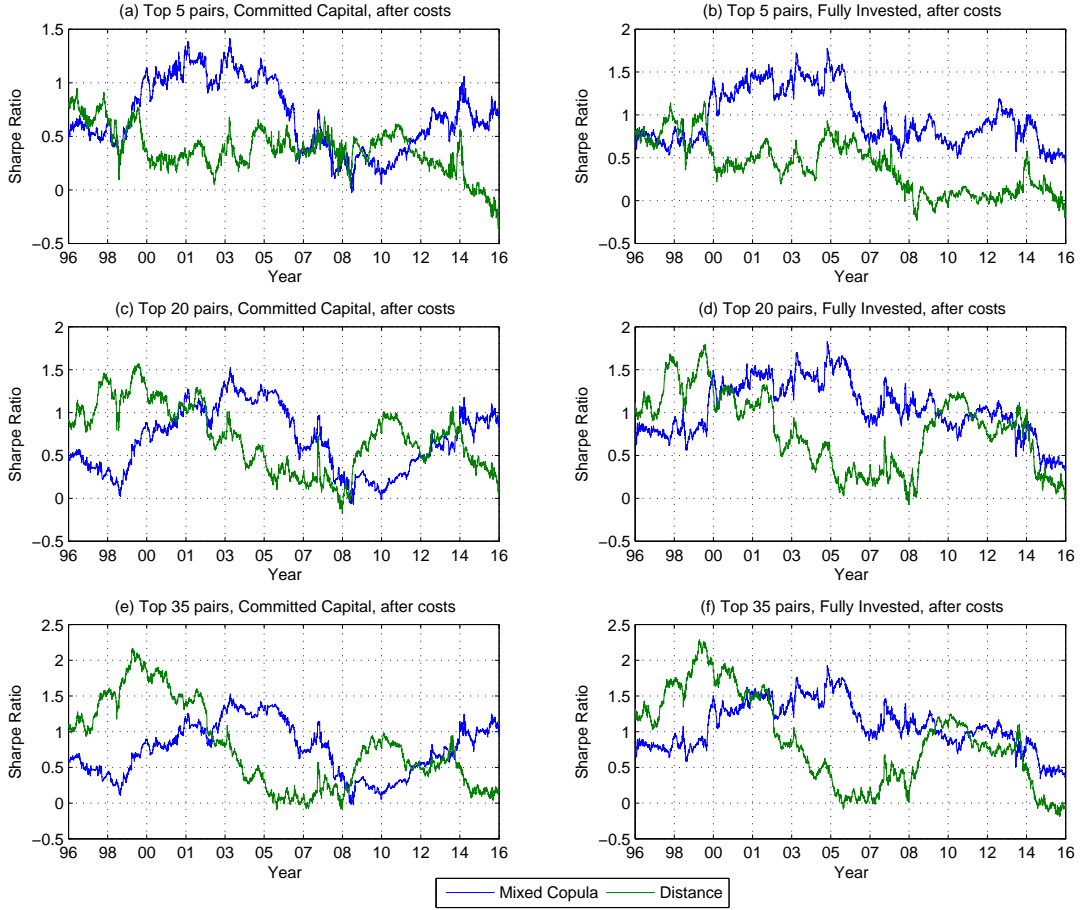 (a) Top 5 pairs, Committed Capital, after costs
1.5
1
0.5
0
−0.5
Sharpe Ratio
96 98 00 01 03 05 07 08 10 12 14 16
Year
(b) Top 5 pairs, Fully Invested, after costs
2
1.5
1
0.5
0
−0.5
Sharpe Ratio
96 98 00 02 03 05 07 08 10 12 14 16
Year
(c) Top 20 pairs, Committed Capital, after costs
2
1.5
1
0.5
0
−0.5
Sharpe Ratio
96 98 00 01 03 05 07 08 10 12 14 16
Year
(d) Top 20 pairs, Fully Invested, after costs
2
1.5
1
0.5
0
−0.5
Sharpe Ratio
96 98 00 02 03 05 07 08 10 12 14 16
Year
(e) Top 35 pairs, Committed Capital, after costs
2.5
2
1.5
1
0.5
0
−0.5
Sharpe Ratio
96 98 00 01 03 05 07 08 10 12 14 16
Year
(f) Top 35 pairs, Fully Invested, after costs
2.5
2
1.5
1
0.5
0
−0.5
Sharpe Ratio
96 98 00 02 03 05 07 08 10 12 14 16
Year
Mixed Copula Distance